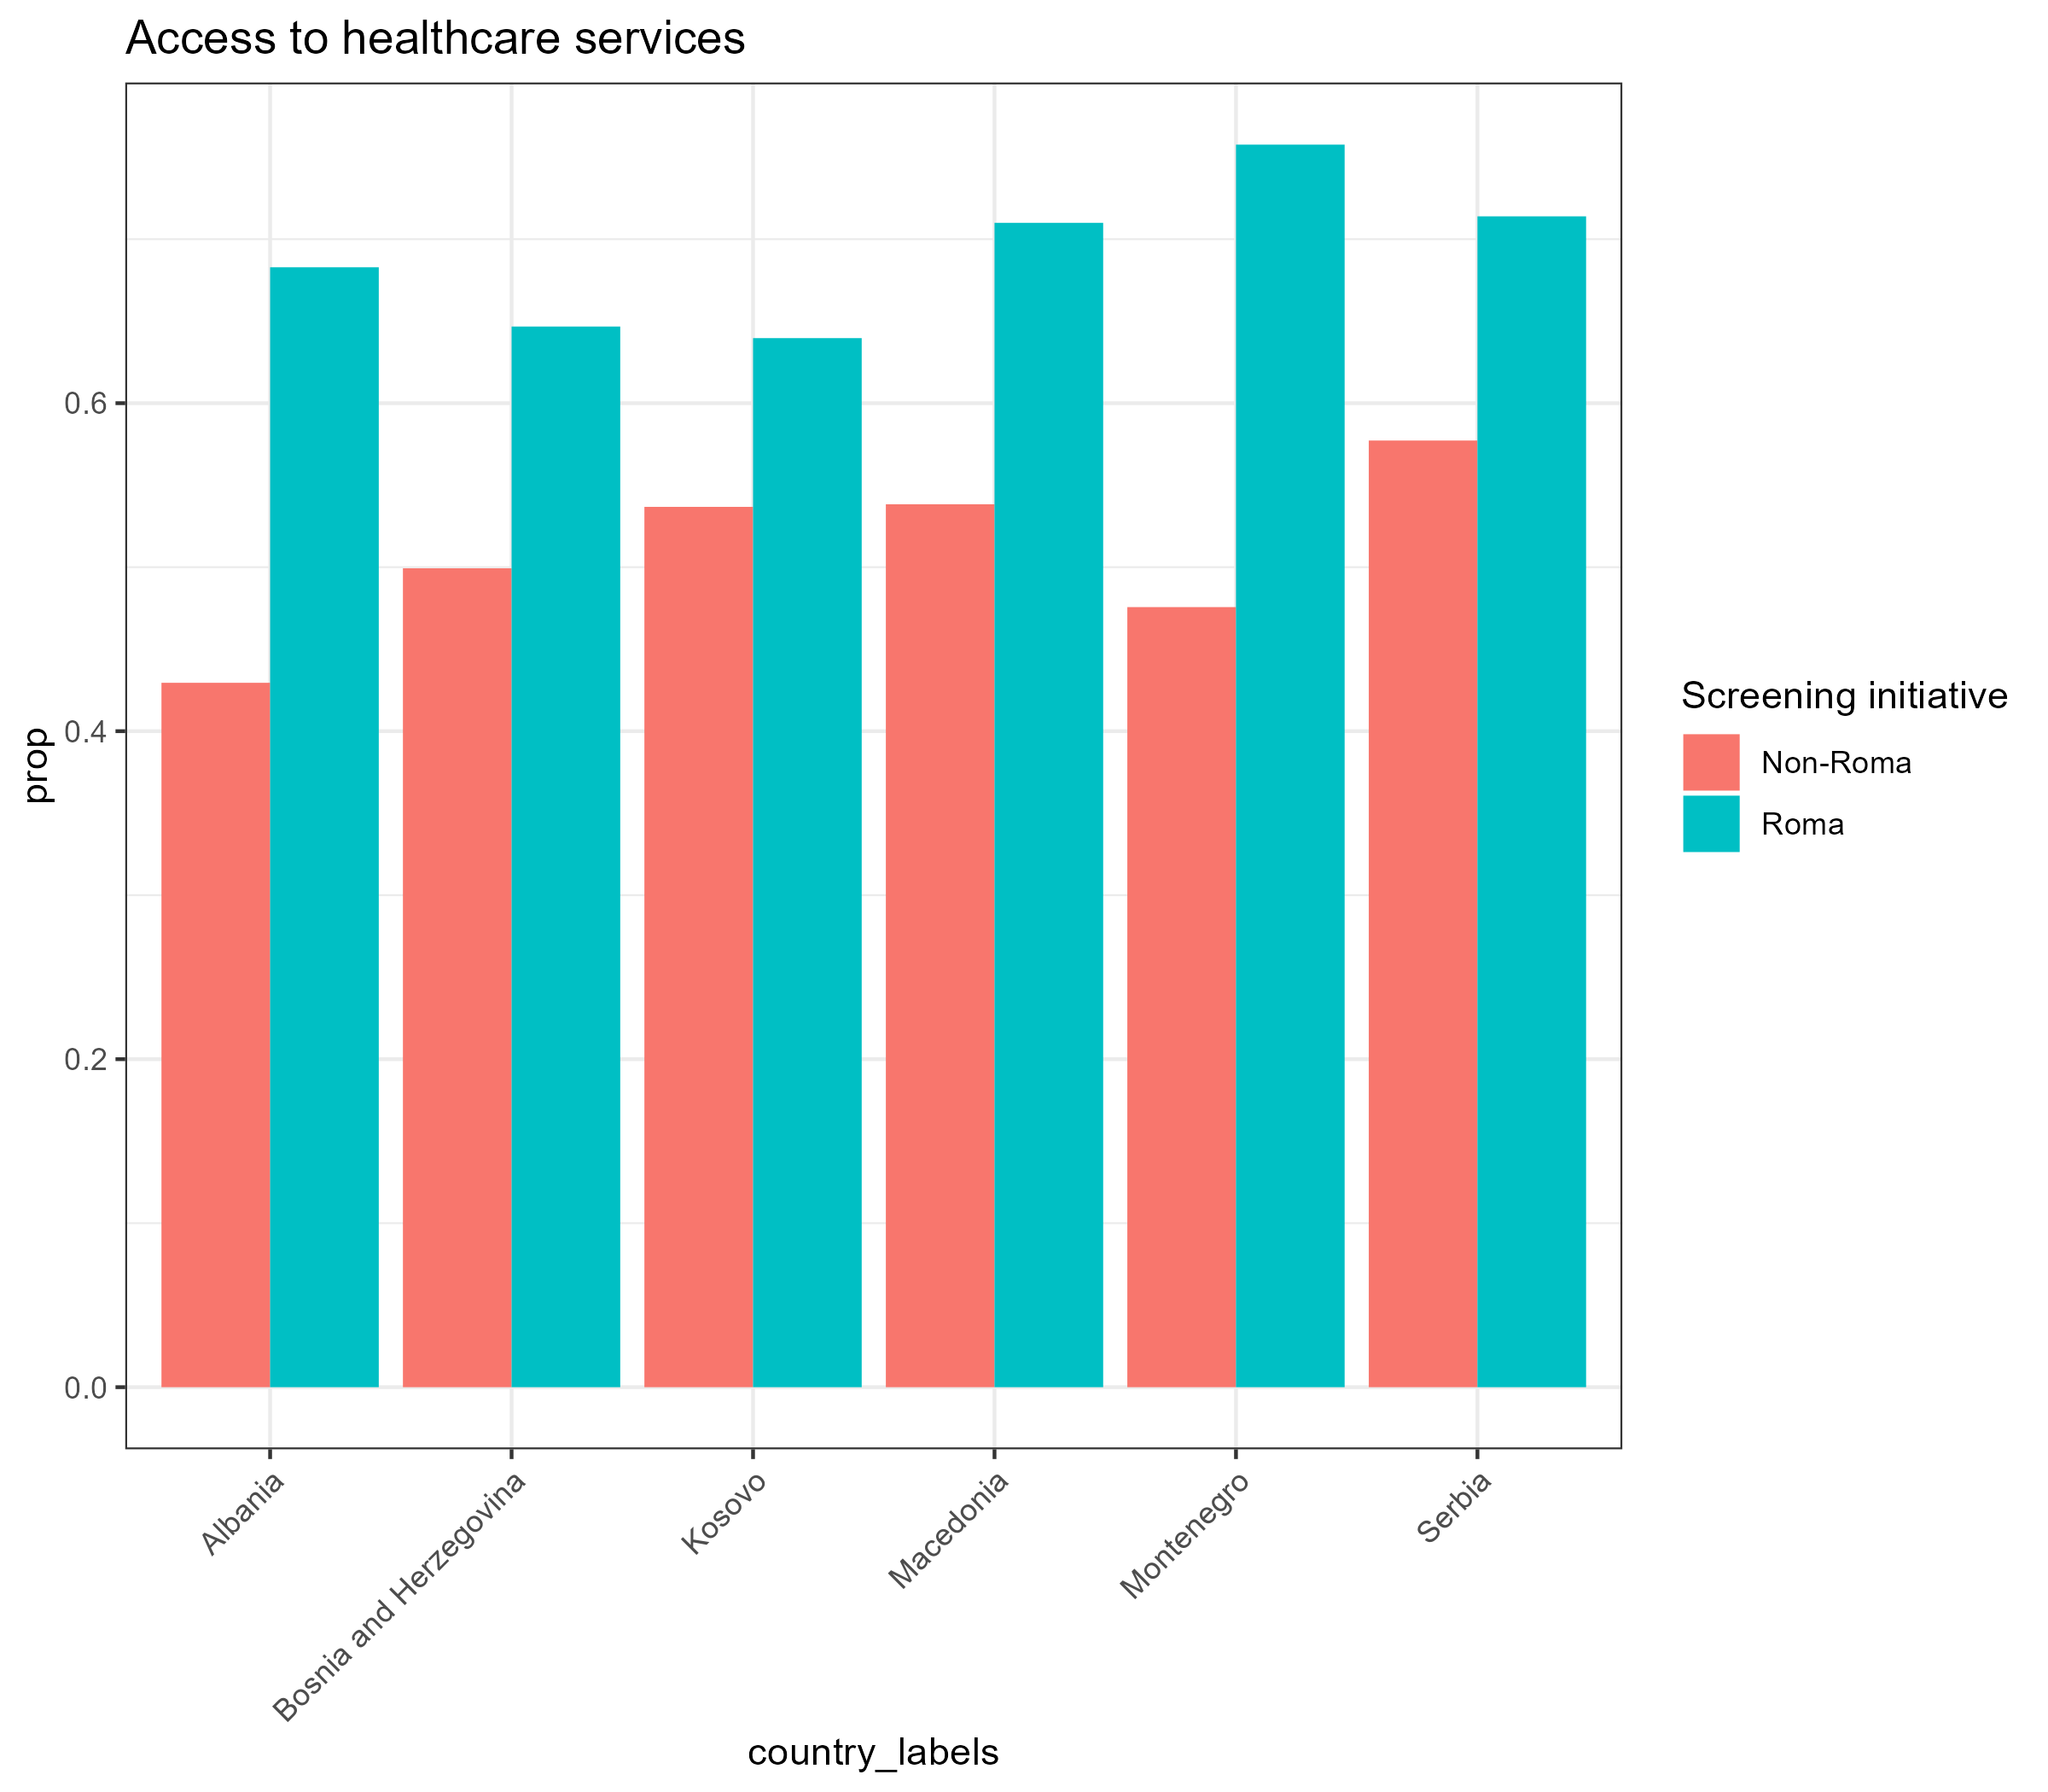 Access to healthcare services
prop
0.6
0.4
0.2
0.0
Albania
Bosnia and Herzegovina
Kosovo
Macedonia
Montenegro
Serbia
country_labels
Screening initiative
Non-Roma
Roma